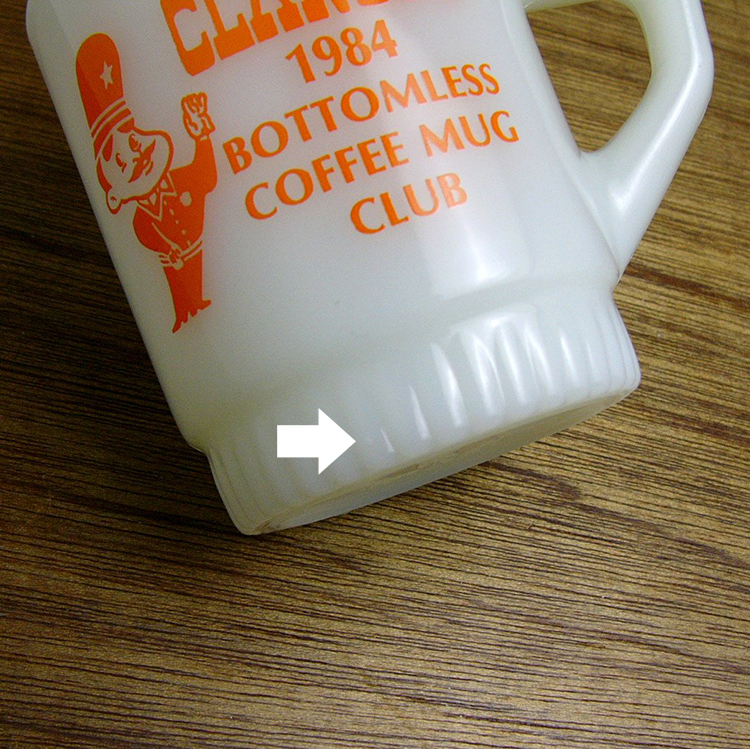 1984
BOTTOMLESS
COFFEE MUG
CLUB